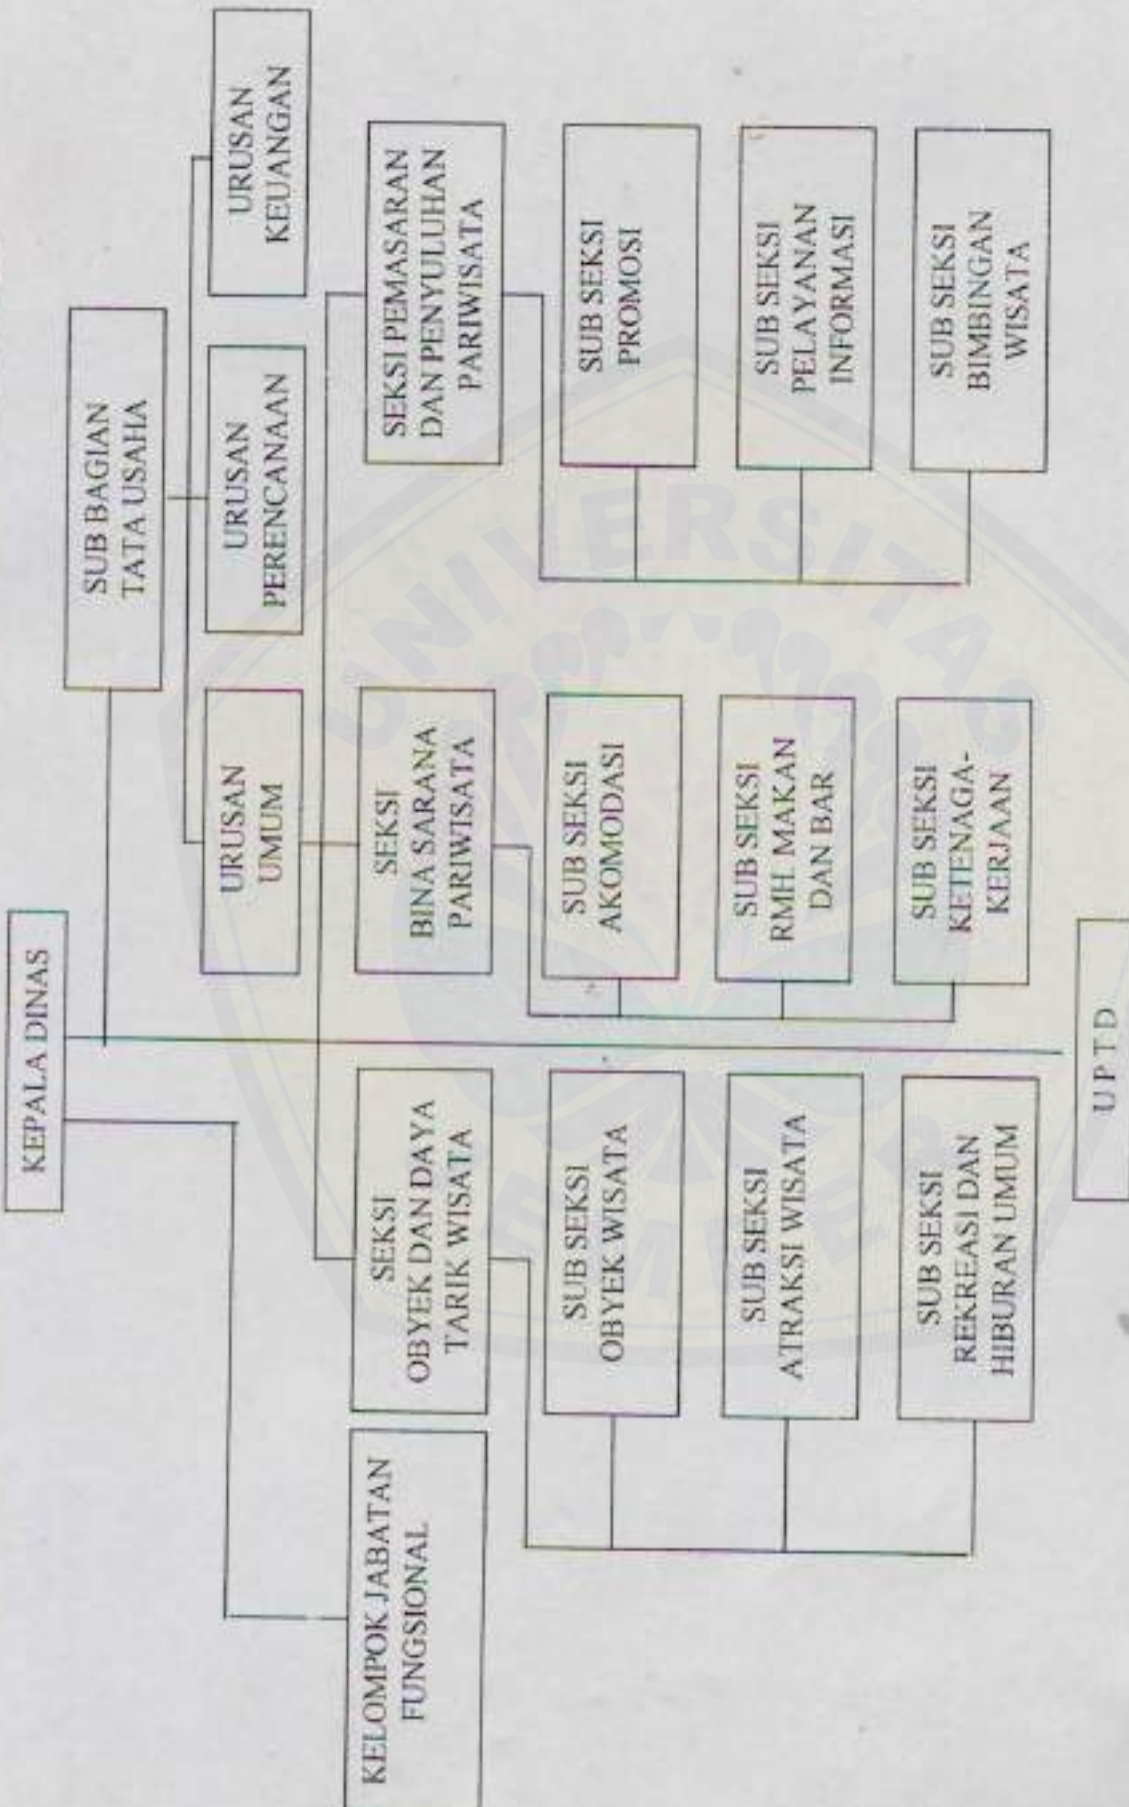 KEPALA DINAS
SUB BAGIAN
TATA USAHA
URUSAN
UMUM
URUSAN
PERENCANAAN
URUSAN
KEUANGAN
KELOMPOK JABATAN
FUNGSIONAL
SEKSI
OBYEK DAN DAYA
TARIK WISATA
SEKSI
BINA SARANA
PARIWISATA
SEKSI PEMASARAN
DAN PENYULUHAN
PARIWISATA
SUB SEKSI
OBYEK WISATA
SUB SEKSI
AKOMODASI
SUB SEKSI
PROMOSI
SUB SEKSI
ATRAKSI WISATA
SUB SEKSI
RMH. MAKAN
DAN BAR
SUB SEKSI
PELAYANAN
INFORMASI
SUB SEKSI
REKREASI DAN
HIBURAN UMUM
SUB SEKSI
KETENAGA-
KERJAAN
SUB SEKSI
BIMBINGAN
WISATA
U P T D
UNIVERSITAS
JEMBER